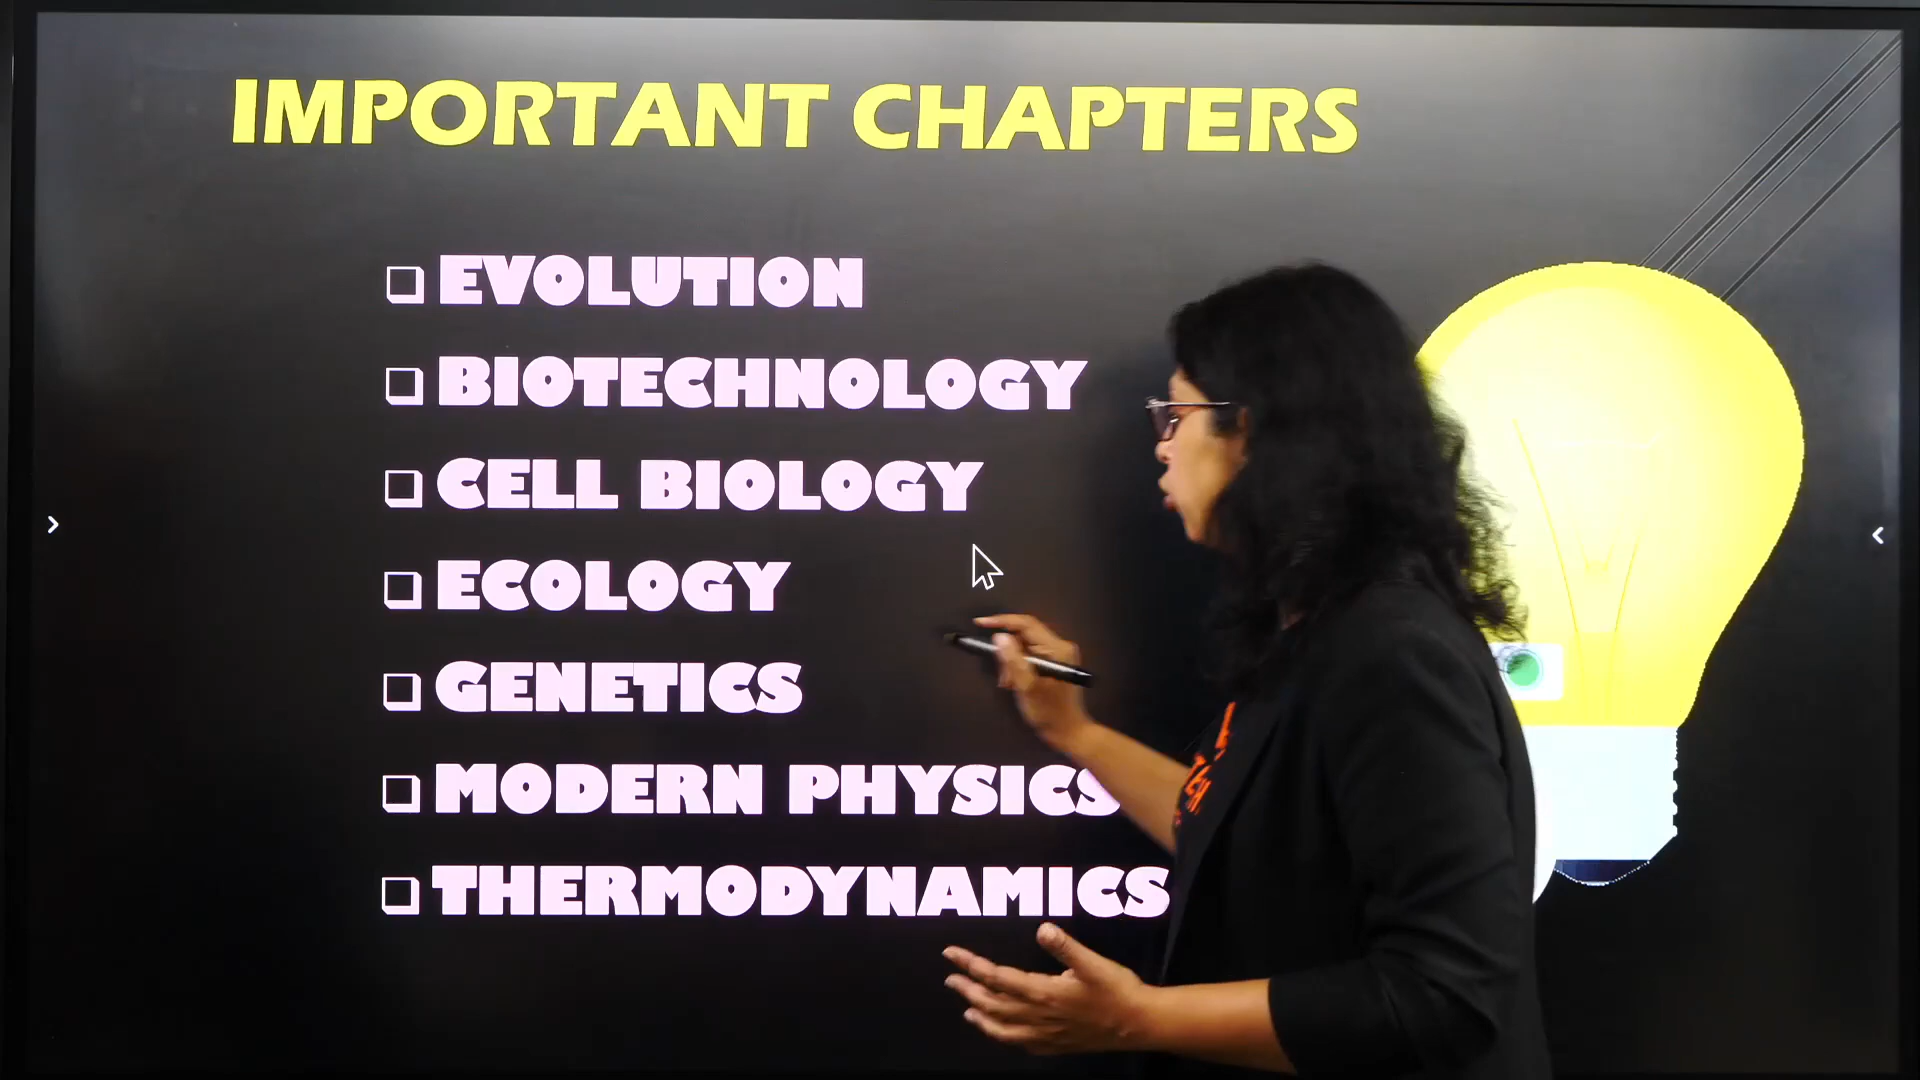 IMPORTANT CHAPTERS
EVOLUTION
BIOTECHNOLOGY
CELL BIOLOGY
ECOLOGY
GENETICS
MODERN PHYSICS
THERMODYNAMICS